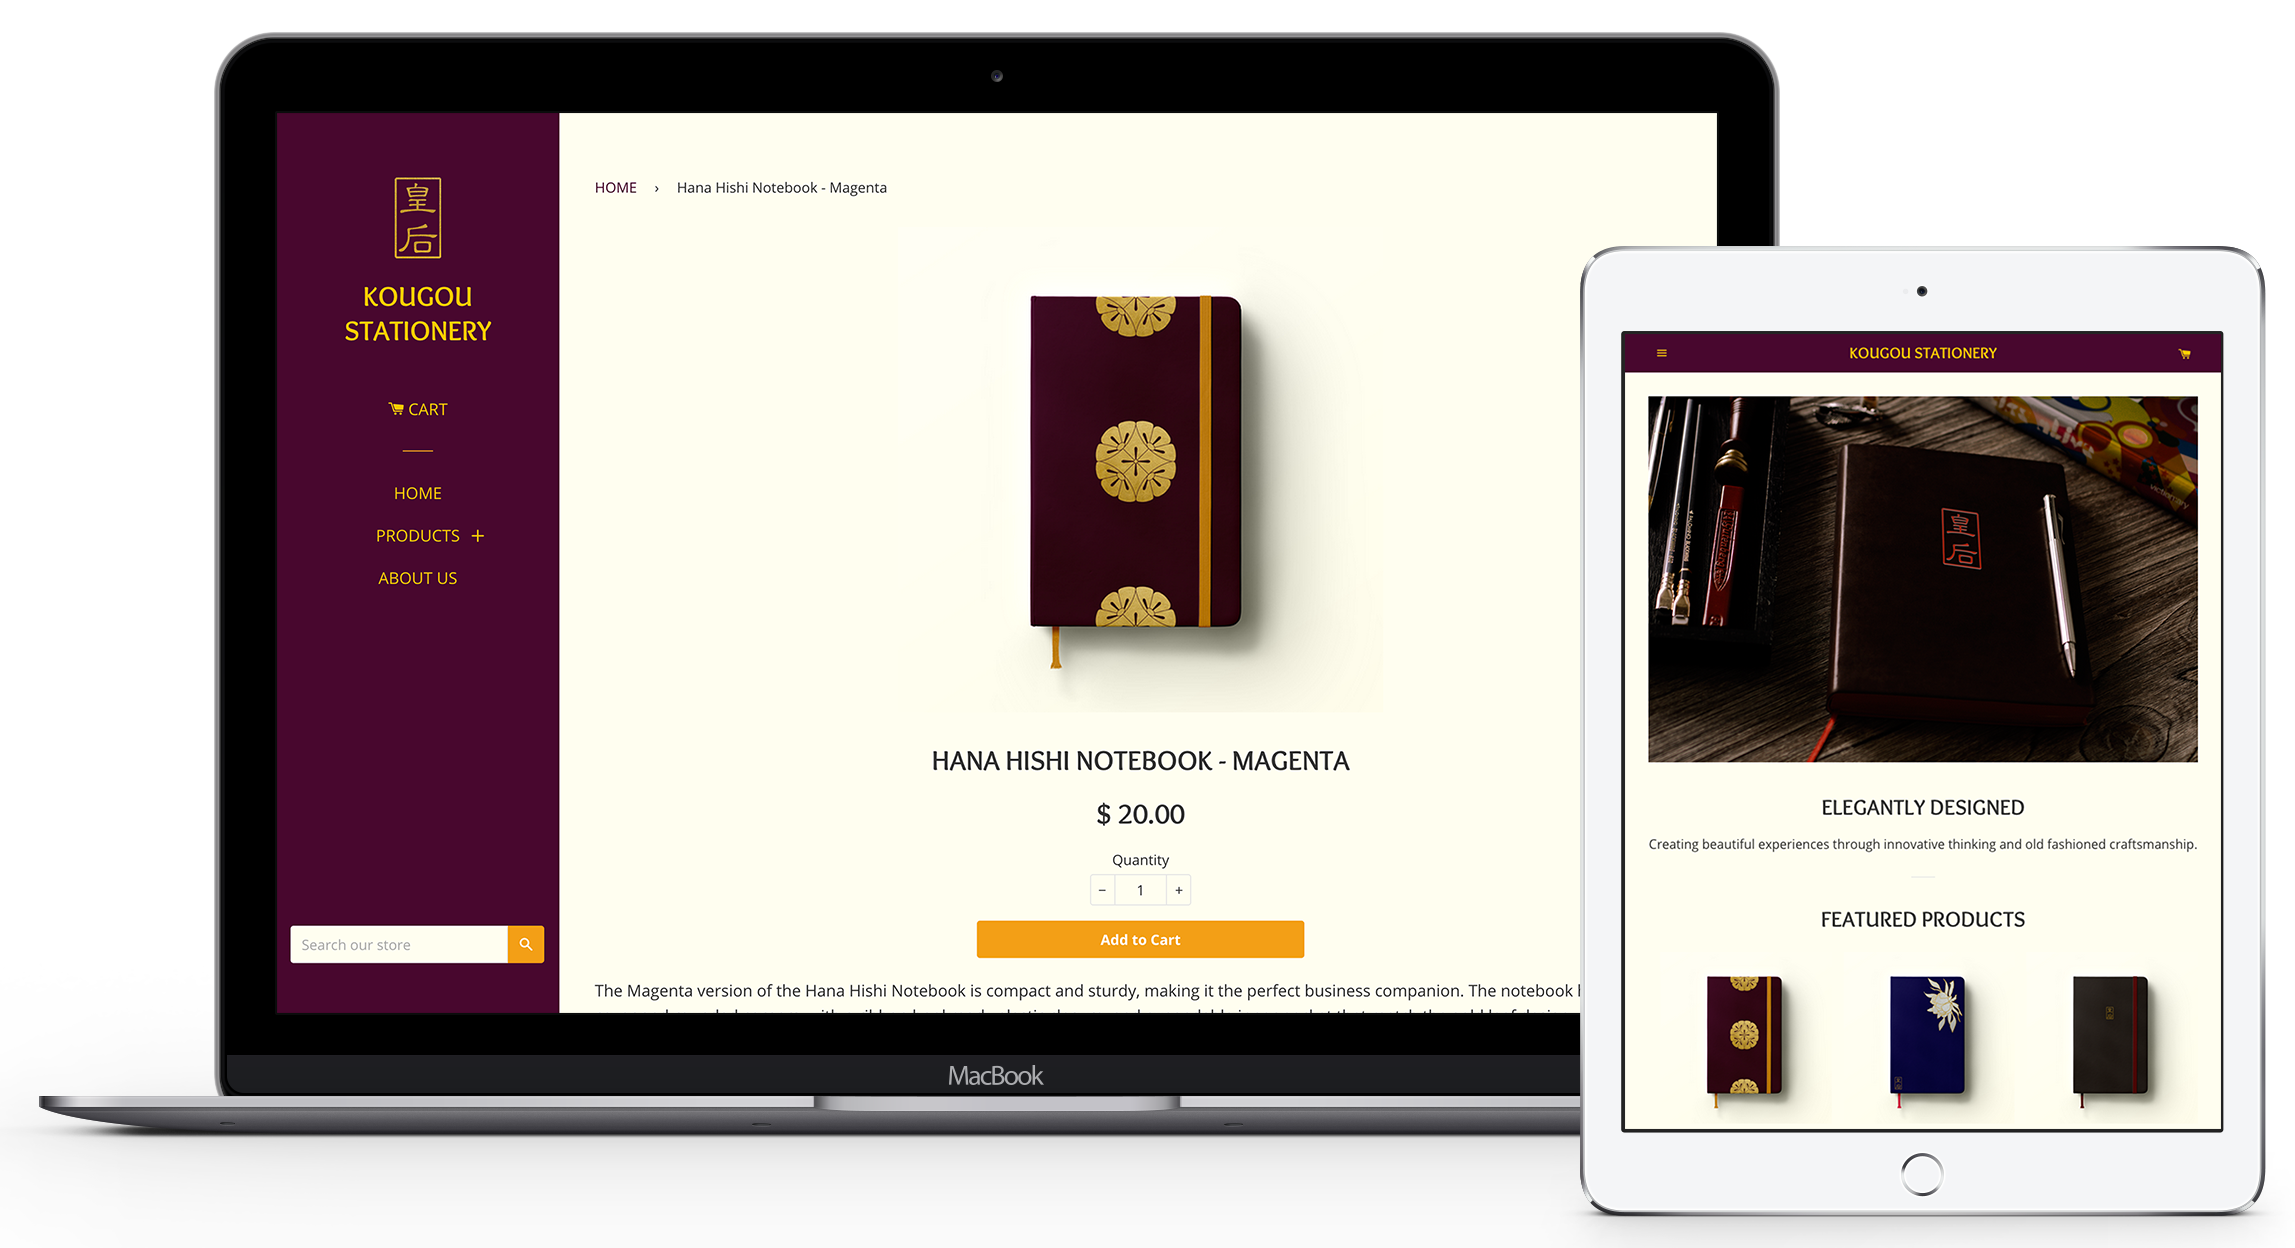 皇
后
KOUGOU
STATIONERY
CART
HOME
PRODUCTS +
ABOUT US
Search our store
HOME › Hana Hishi Notebook - Magenta
HANA HISHI NOTEBOOK - MAGENTA
$ 20.00
Quantity
− 1 +
Add to Cart
The Magenta version of the Hana Hishi Notebook is compact and sturdy, making it the perfect business companion. The notebook
MacBook
KOUGOU STATIONERY
皇
后
ELEGANTLY DESIGNED
Creating beautiful experiences through innovative thinking and old fashioned craftsmanship.
FEATURED PRODUCTS